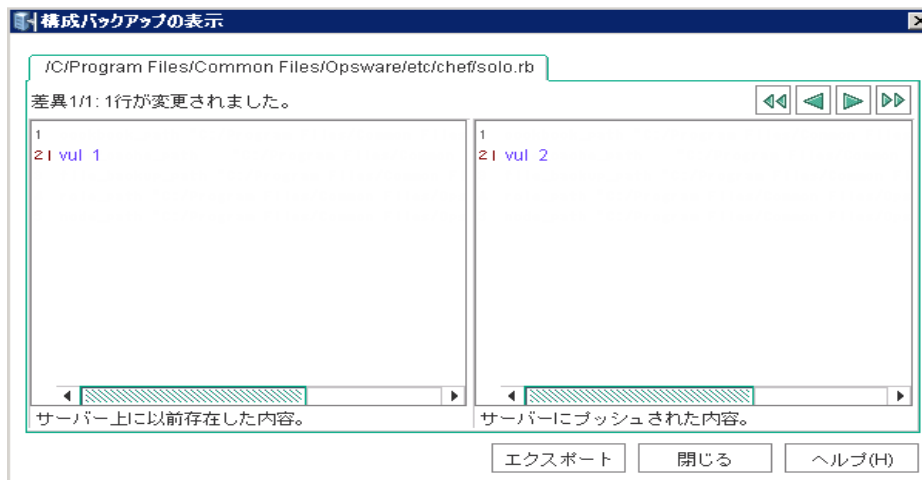 構成バックアップの表示
/C/Program Files/Common Files/Opsware/etc/chef/solo.rb
差異1/1: 1行が変更されました。
1
2 | vul 1
1
2 | vul 2
サーバー上に以前存在した内容。
サーバーにプッシュされた内容。
エクスポート
閉じる
ヘルプ(H)